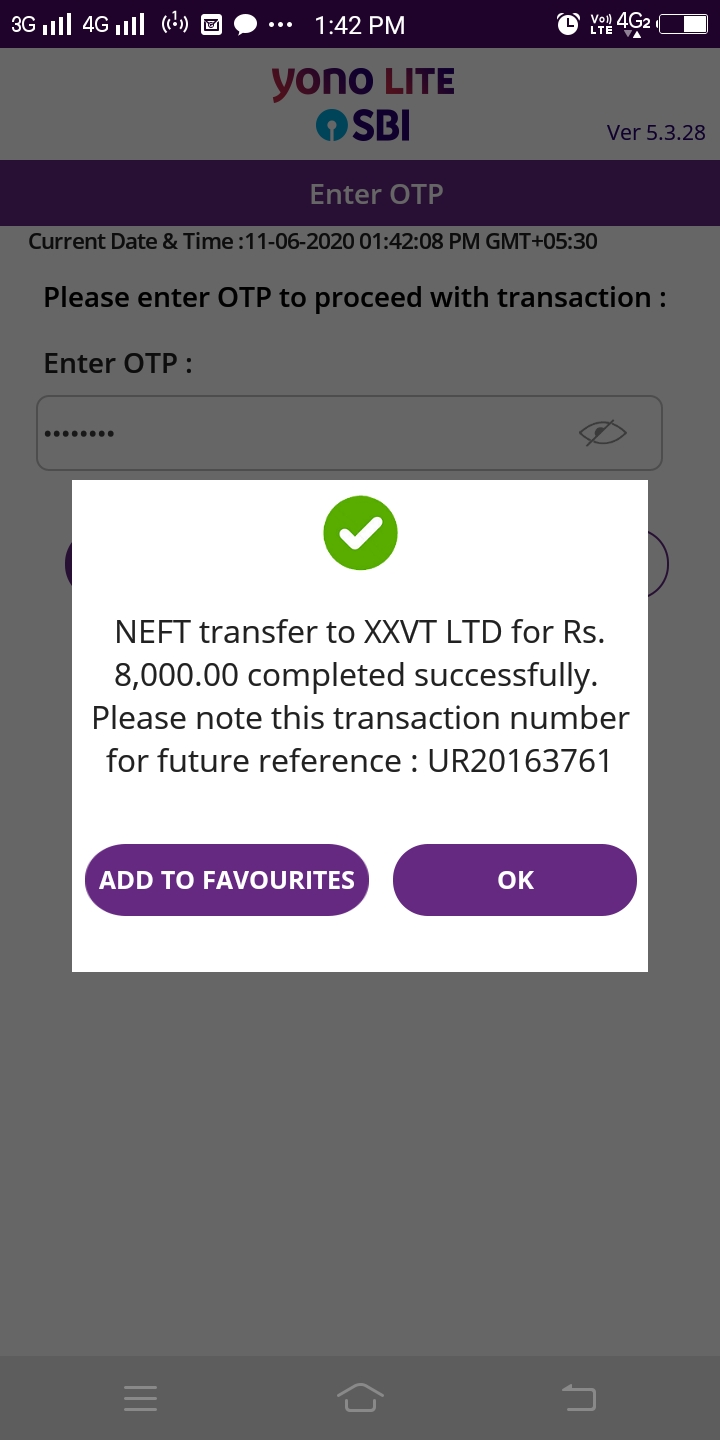 3G 4G 1:42 PM Vo)) LTE 4G2
yono LITE
SBI
Ver 5.3.28
Enter OTP
Current Date & Time :11-06-2020 01:42:08 PM GMT+05:30
Please enter OTP to proceed with transaction :
Enter OTP :
••••••••
NEFT transfer to XXVT LTD for Rs.
8,000.00 completed successfully.
Please note this transaction number
for future reference : UR20163761
ADD TO FAVOURITES OK